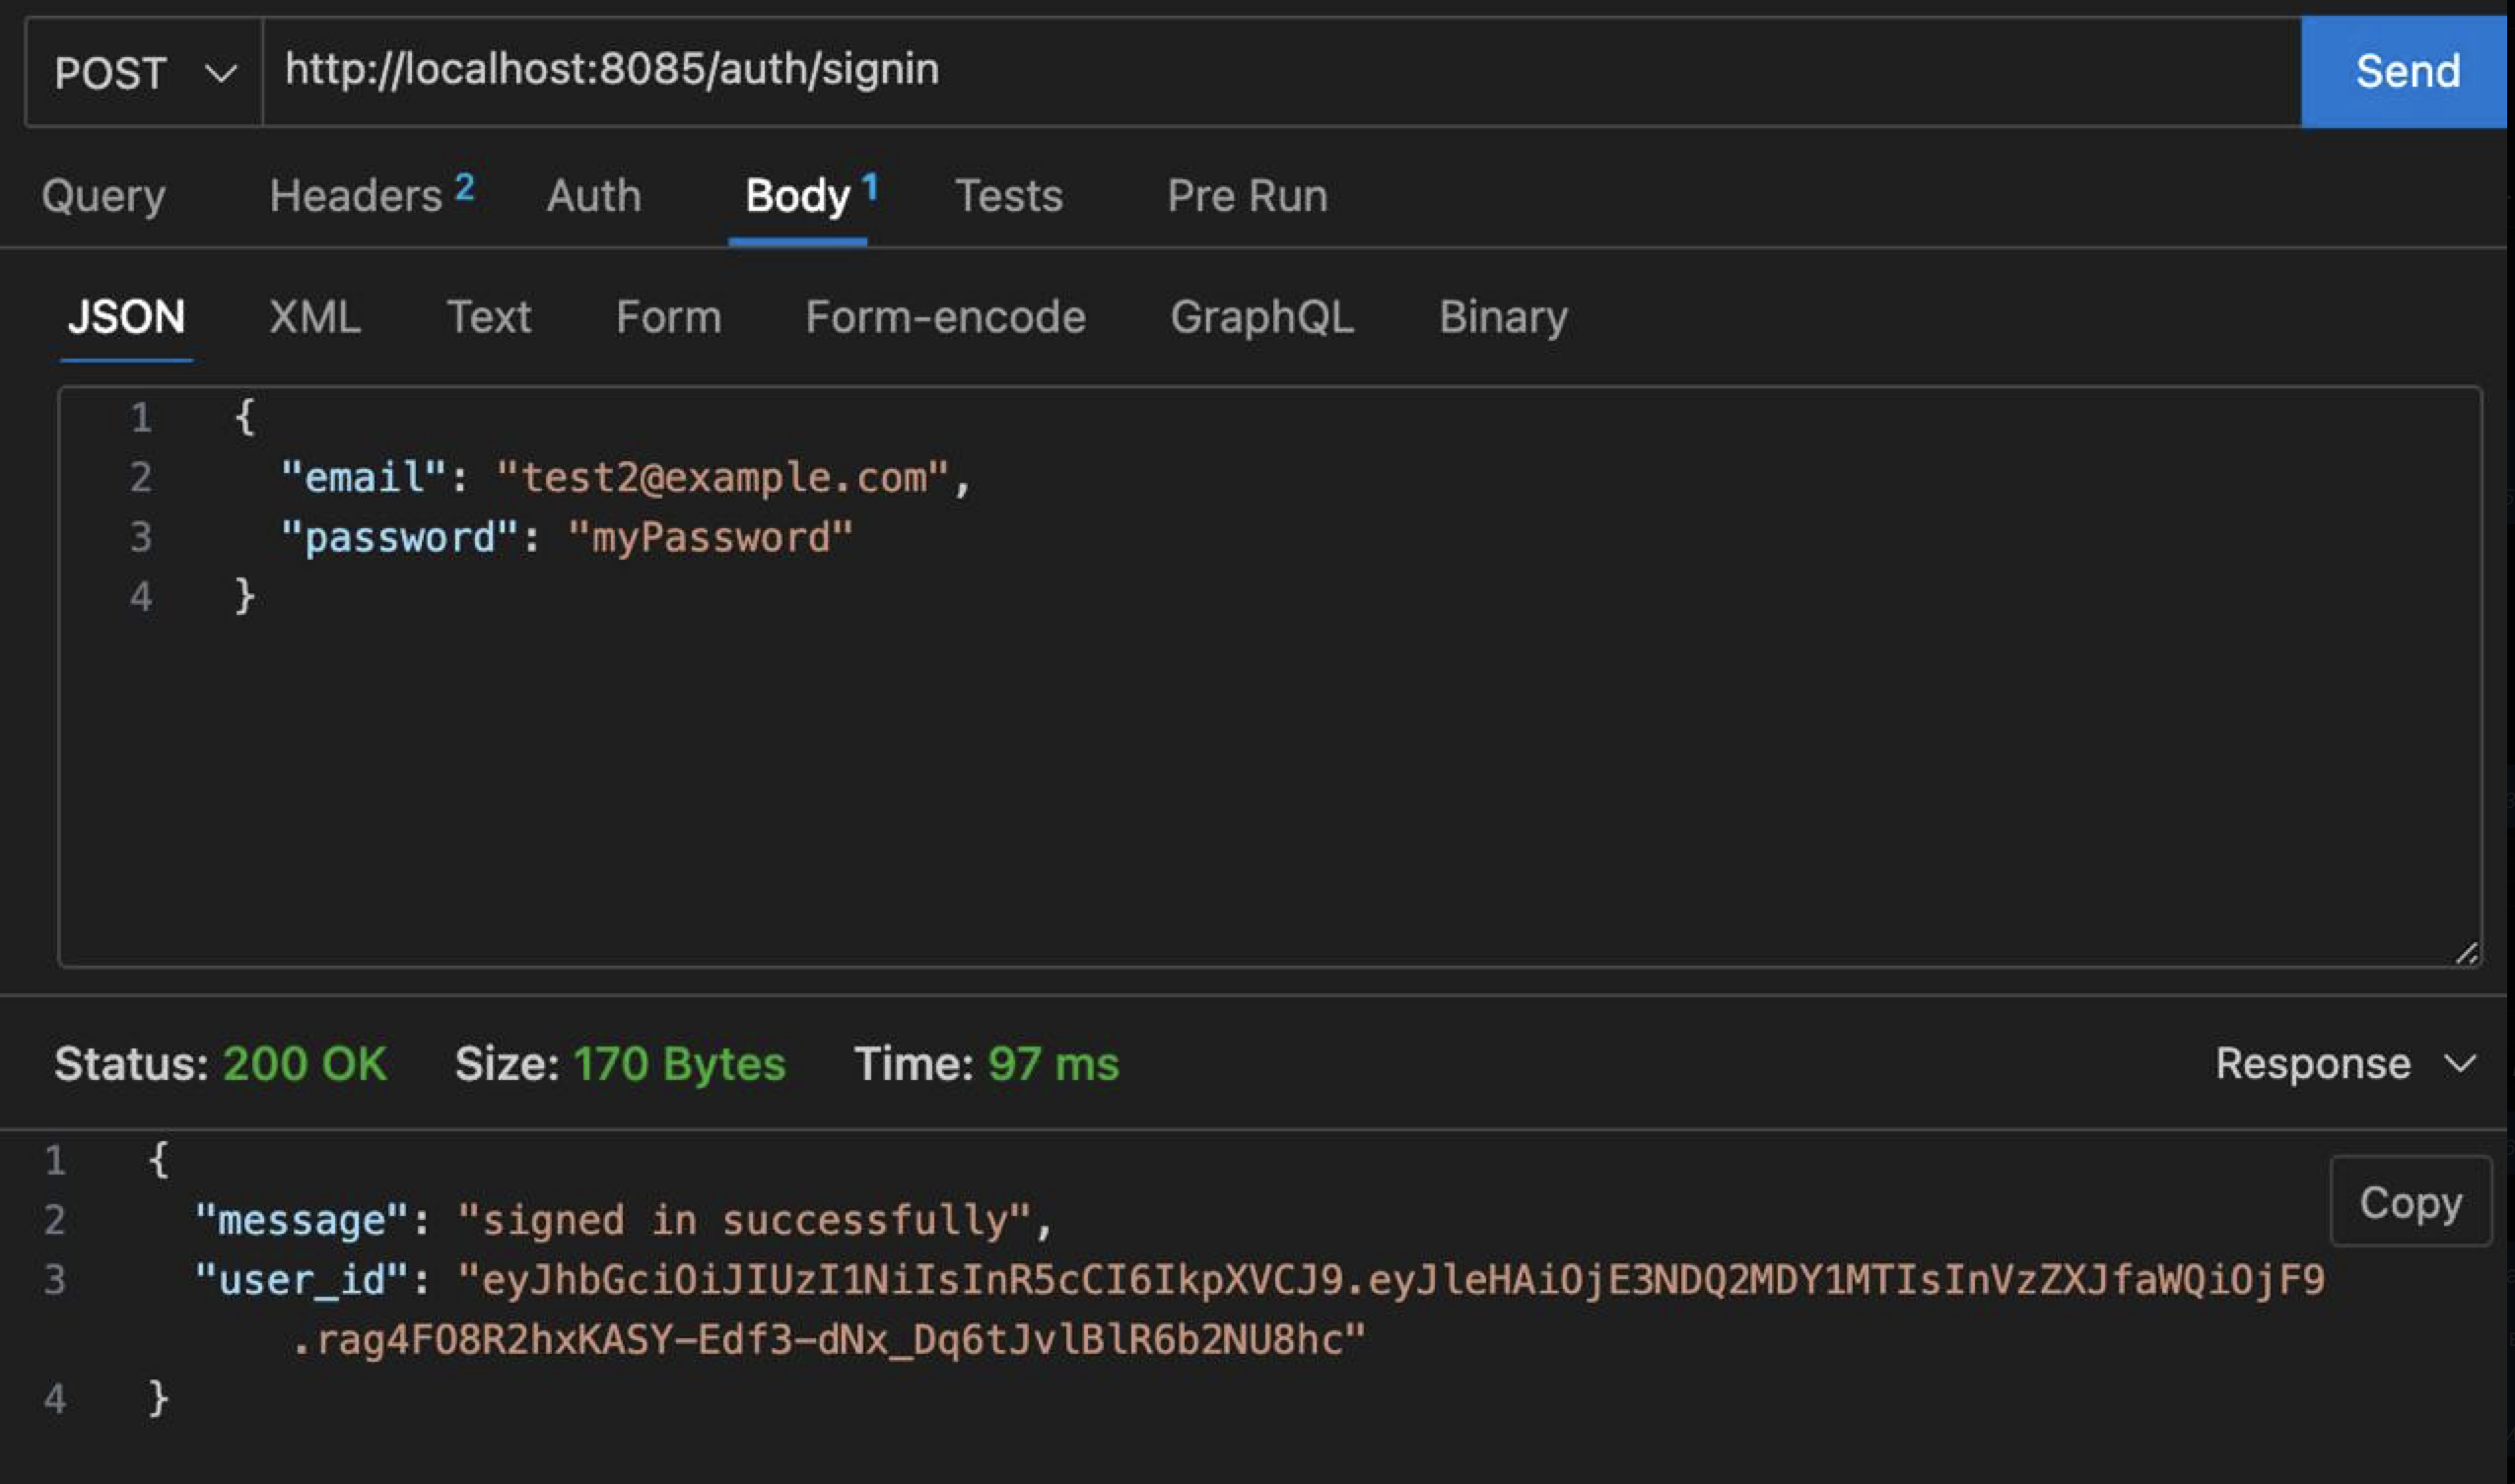 POST http://localhost:8085/auth/signin Send
Query Headers 2 Auth Body 1 Tests Pre Run
JSON XML Text Form Form-encode GraphQL Binary
1 {
2 "email": "test2@example.com",
3 "password": "myPassword"
4 }
Status: 200 OK Size: 170 Bytes Time: 97 ms Response
1 {
Copy
2 "message": "signed in successfully",
3 "user_id": "eyJhbGciOiJIUzI1NiIsInR5cCI6IkpXVCJ9.eyJleHAiOjE3NDQ2MDY1MTIsInVzZXJfaWQiOjF9
.rag4FO8R2hxKASY-Edf3-dNx_Dq6tJvlBlR6b2NU8hc"
4 }